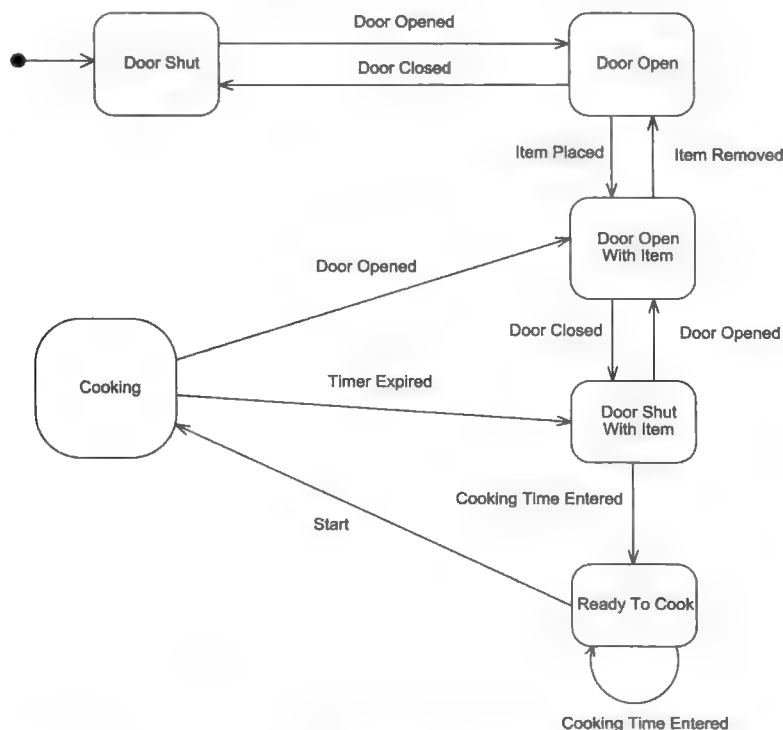 Door Opened
Door Shut
Door Closed
Door Open
Item Placed
Item Removed
Door Open
With Item
Door Opened
Door Closed
Door Opened
Cooking
Timer Expired
Door Shut
With Item
Cooking Time Entered
Start
Ready To Cook
Cooking Time Entered